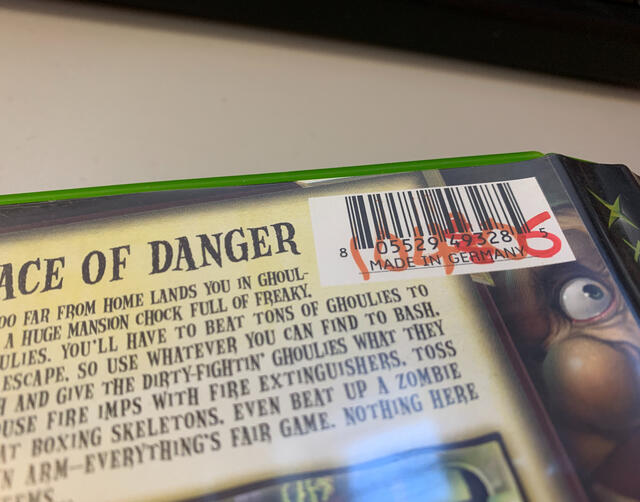 ACE OF DANGER
OO FAR FROM HOME LANDS YOU IN GHOUL-
A HUGE MANSION CHOCK FULL OF FREAKY.
ULIES. YOU'LL HAVE TO BEAT TONS OF GHOULIES TO
ESCAPE, SO USE WHATEVER YOU CAN FIND TO BASH,
H AND GIVE THE DIRTY-FIGHTIN' GHOULIES WHAT THEY
OUSE FIRE IMPS WITH FIRE EXTINGUISHERS. TOSS
AT BOXING SKELETONS. EVEN BEAT UP A ZOMBIE
N ARM—EVERYTHING'S FAIR GAME. NOTHING HERE
EMS...
8 05529 49328 5
MADE IN GERMANY